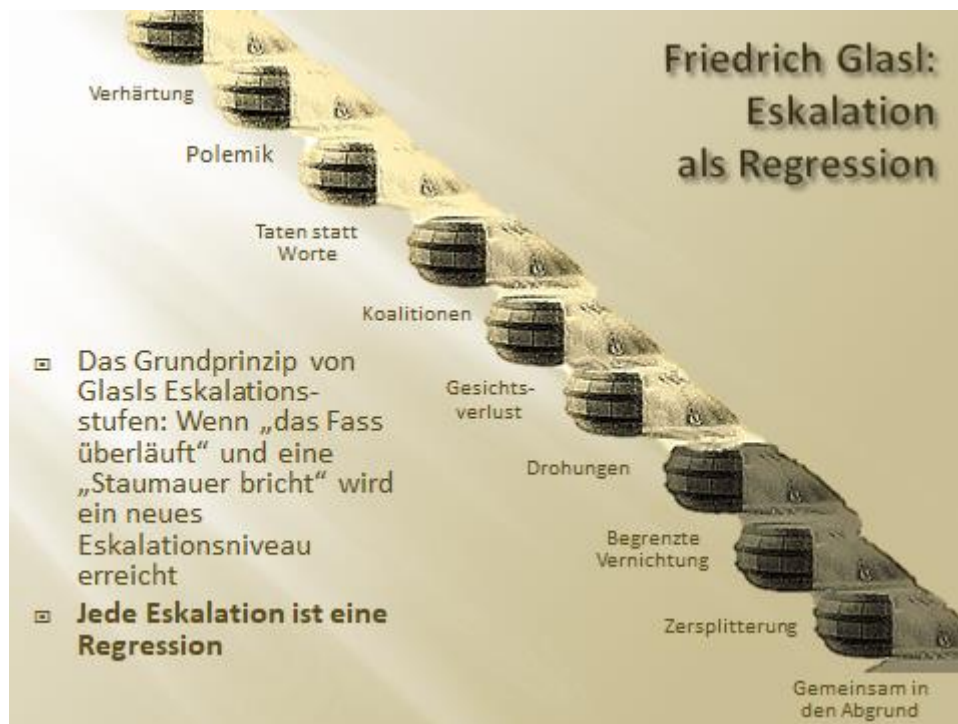 Friedrich Glasl:
Eskalation
als Regression
Verhärtung
Polemik
Taten statt
Worte
Koalitionen
Gesichts-
verlust
Drohungen
Begrenzte
Vernichtung
Zersplitterung
Gemeinsam in
den Abgrund
Das Grundprinzip von
Glasls Eskalations-
stufen: Wenn „das Fass
überläuft“ und eine
„Staumauer bricht“ wird
ein neues
Eskalationsniveau
erreicht
Jede Eskalation ist eine
Regression